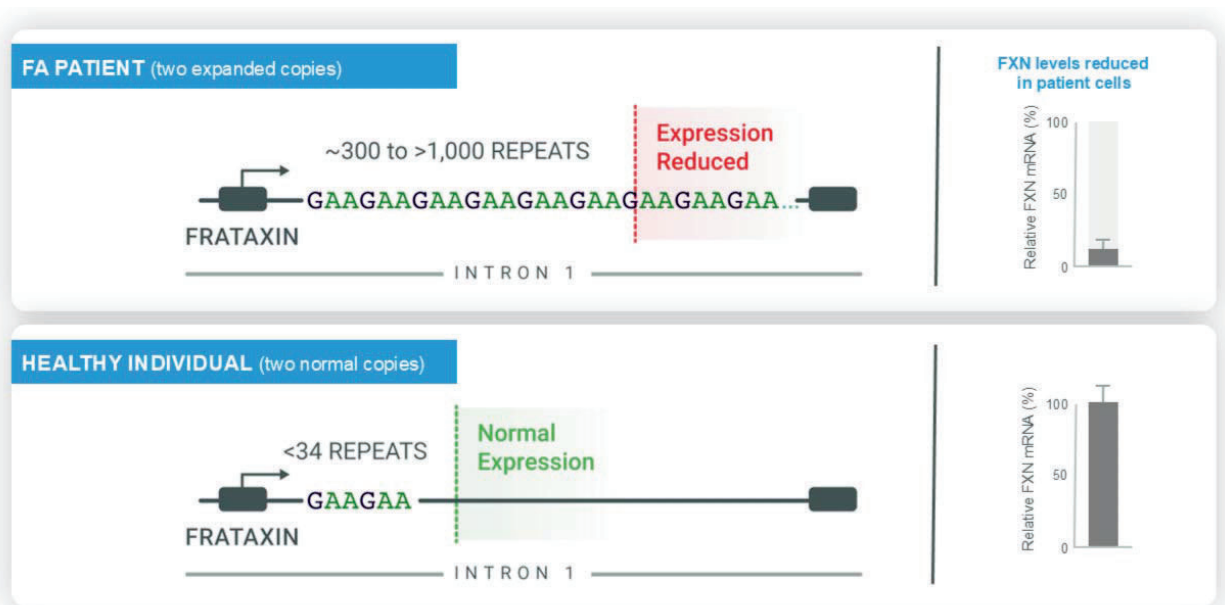 FA PATIENT (two expanded copies)
~300 to >1,000 REPEATS
Expression
Reduced
GAAGAAGAAGAAGAAGAAGAAGAAGAA...
FRATAXIN
INTRON 1
FXN levels reduced
in patient cells
Relative FXN mRNA (%)
100
50
0
HEALTHY INDIVIDUAL (two normal copies)
<34 REPEATS
Normal
Expression
GAAGAA
FRATAXIN
INTRON 1
Relative FXN mRNA (%)
100
50
0